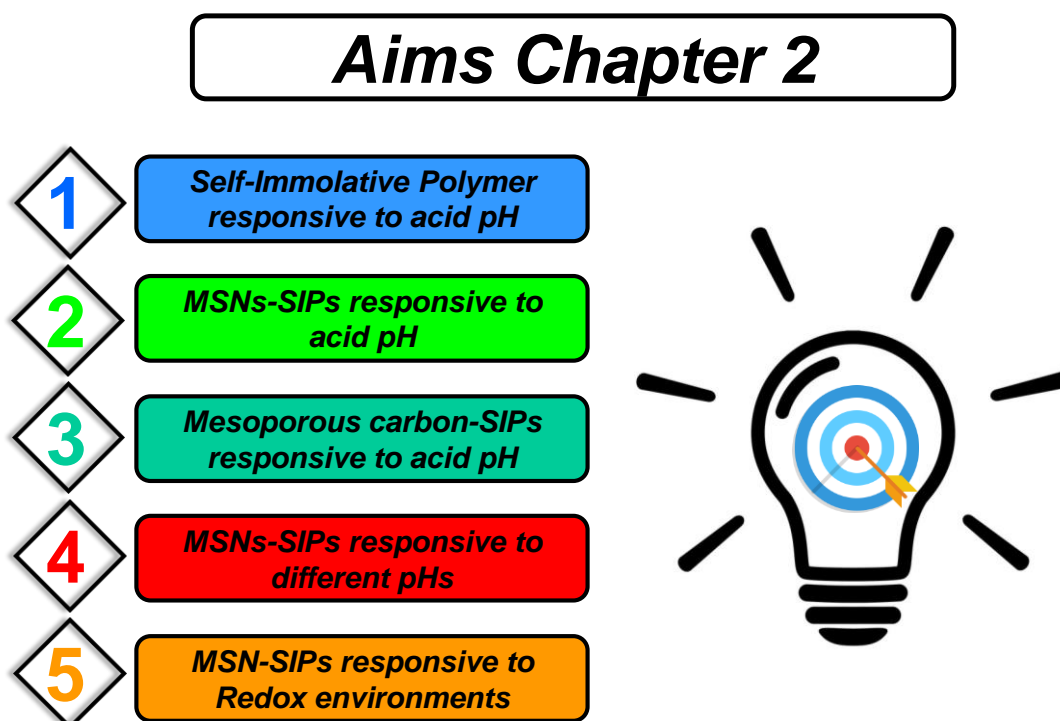 Aims Chapter 2
1
Self-Immolative Polymer
responsive to acid pH
2
MSNs-SIPs responsive to
acid pH
3
Mesoporous carbon-SIPs
responsive to acid pH
4
MSNs-SIPs responsive to
different pHs
5
MSN-SIPs responsive to
Redox environments